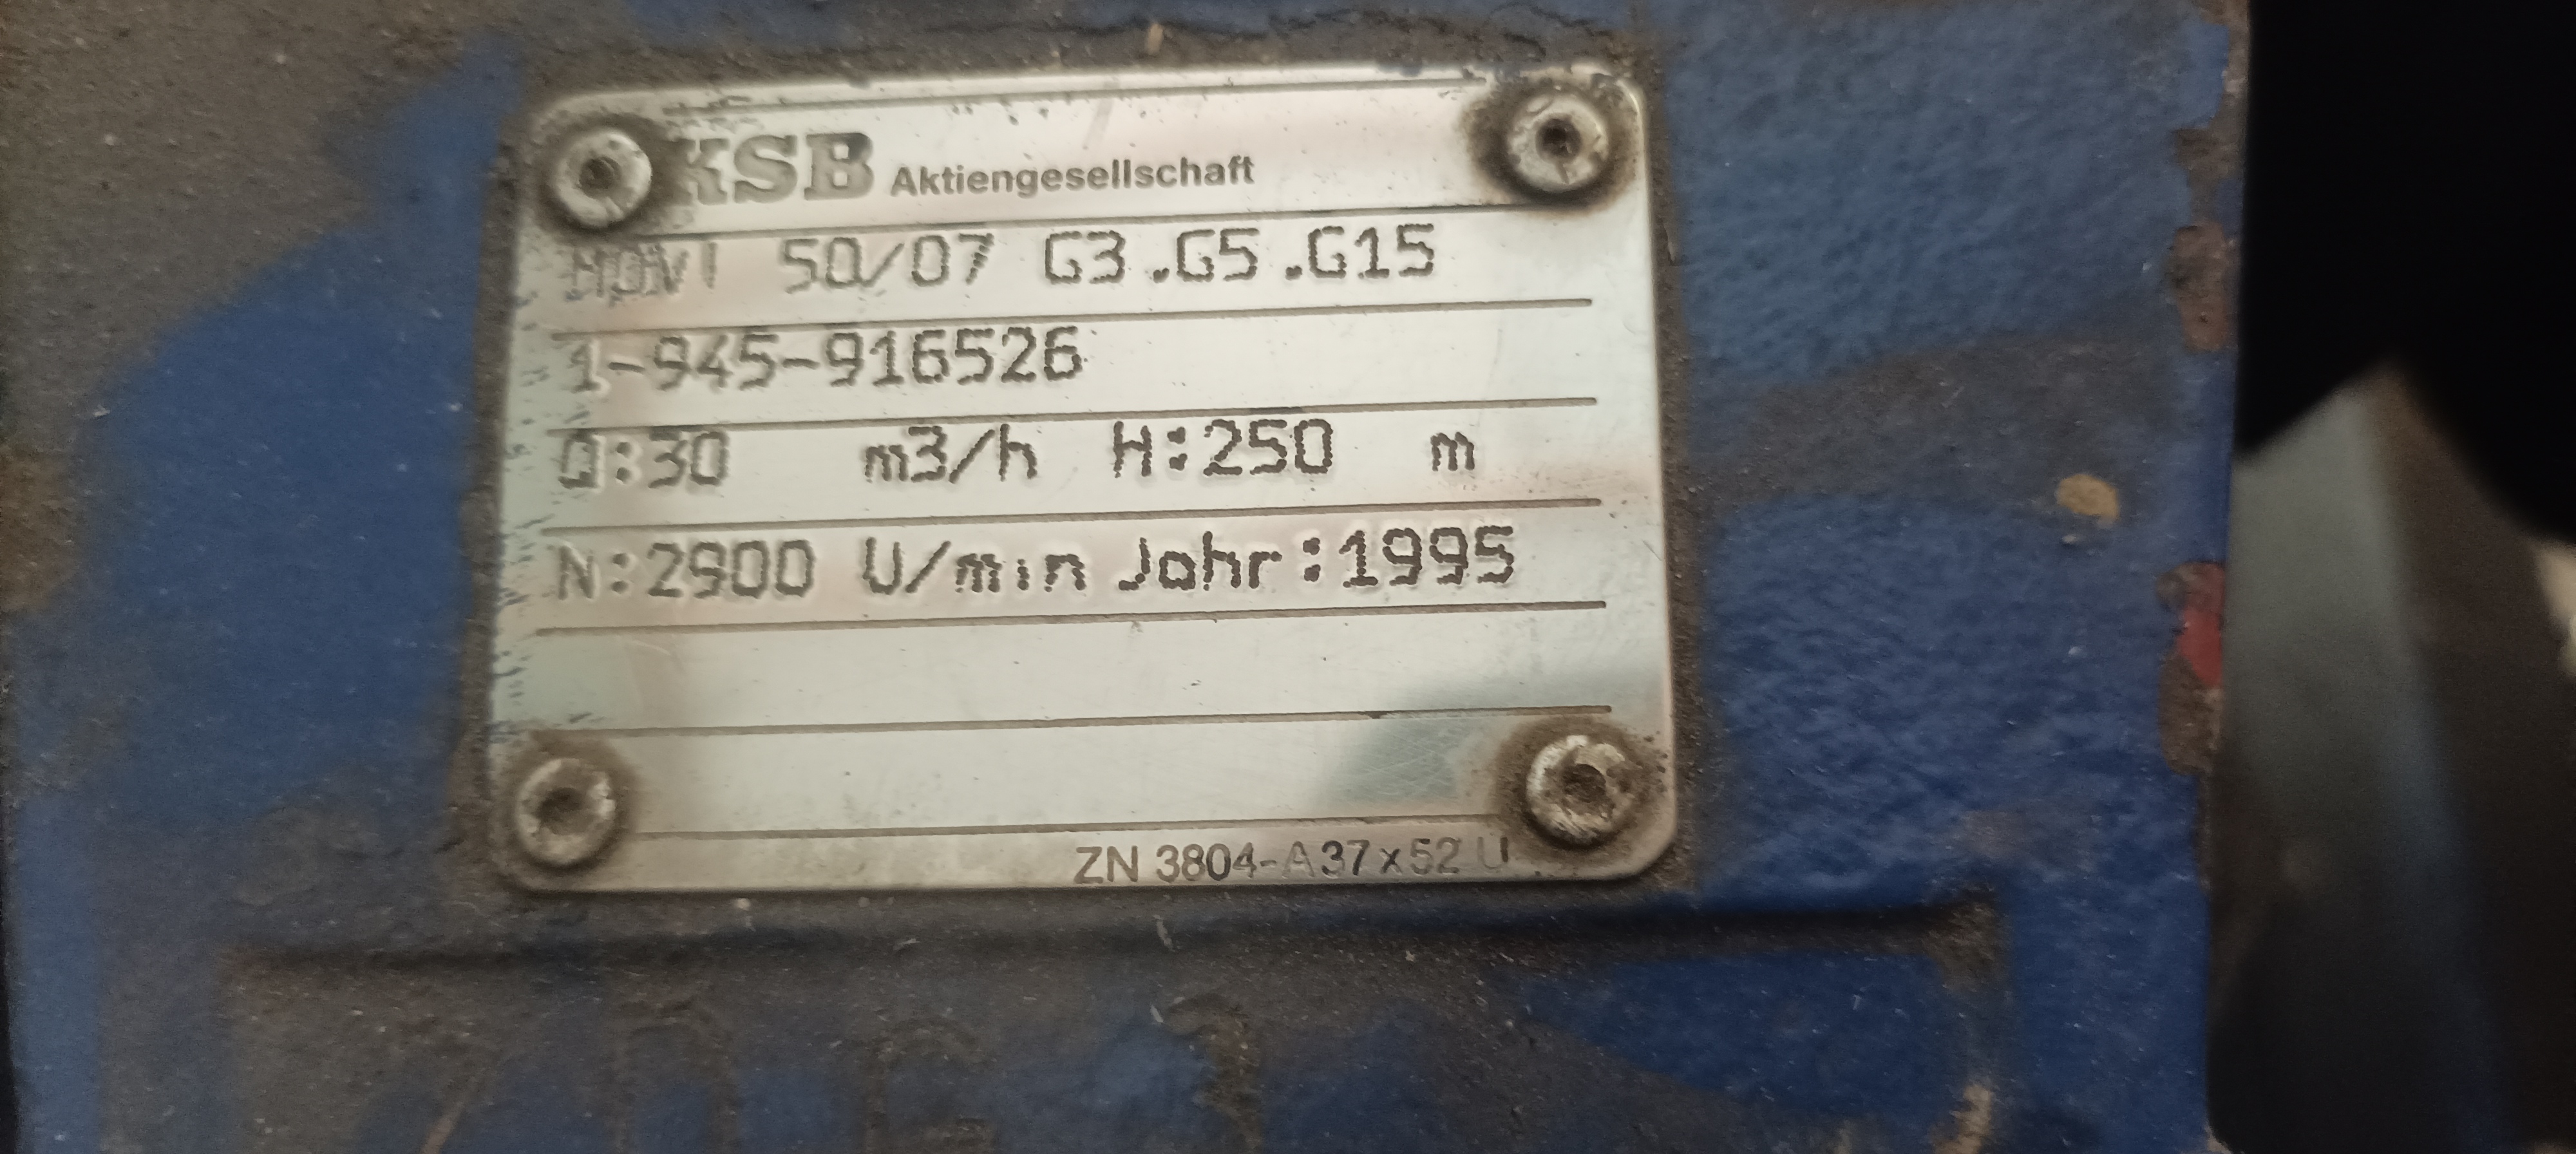 KSB Aktiengesellschaft
50/07 G3.G5.G15
1-945-916526
Q:30 m3/h H:250 m
N:2900 U/min Jahr:1995
ZN 3804-A37x52 U